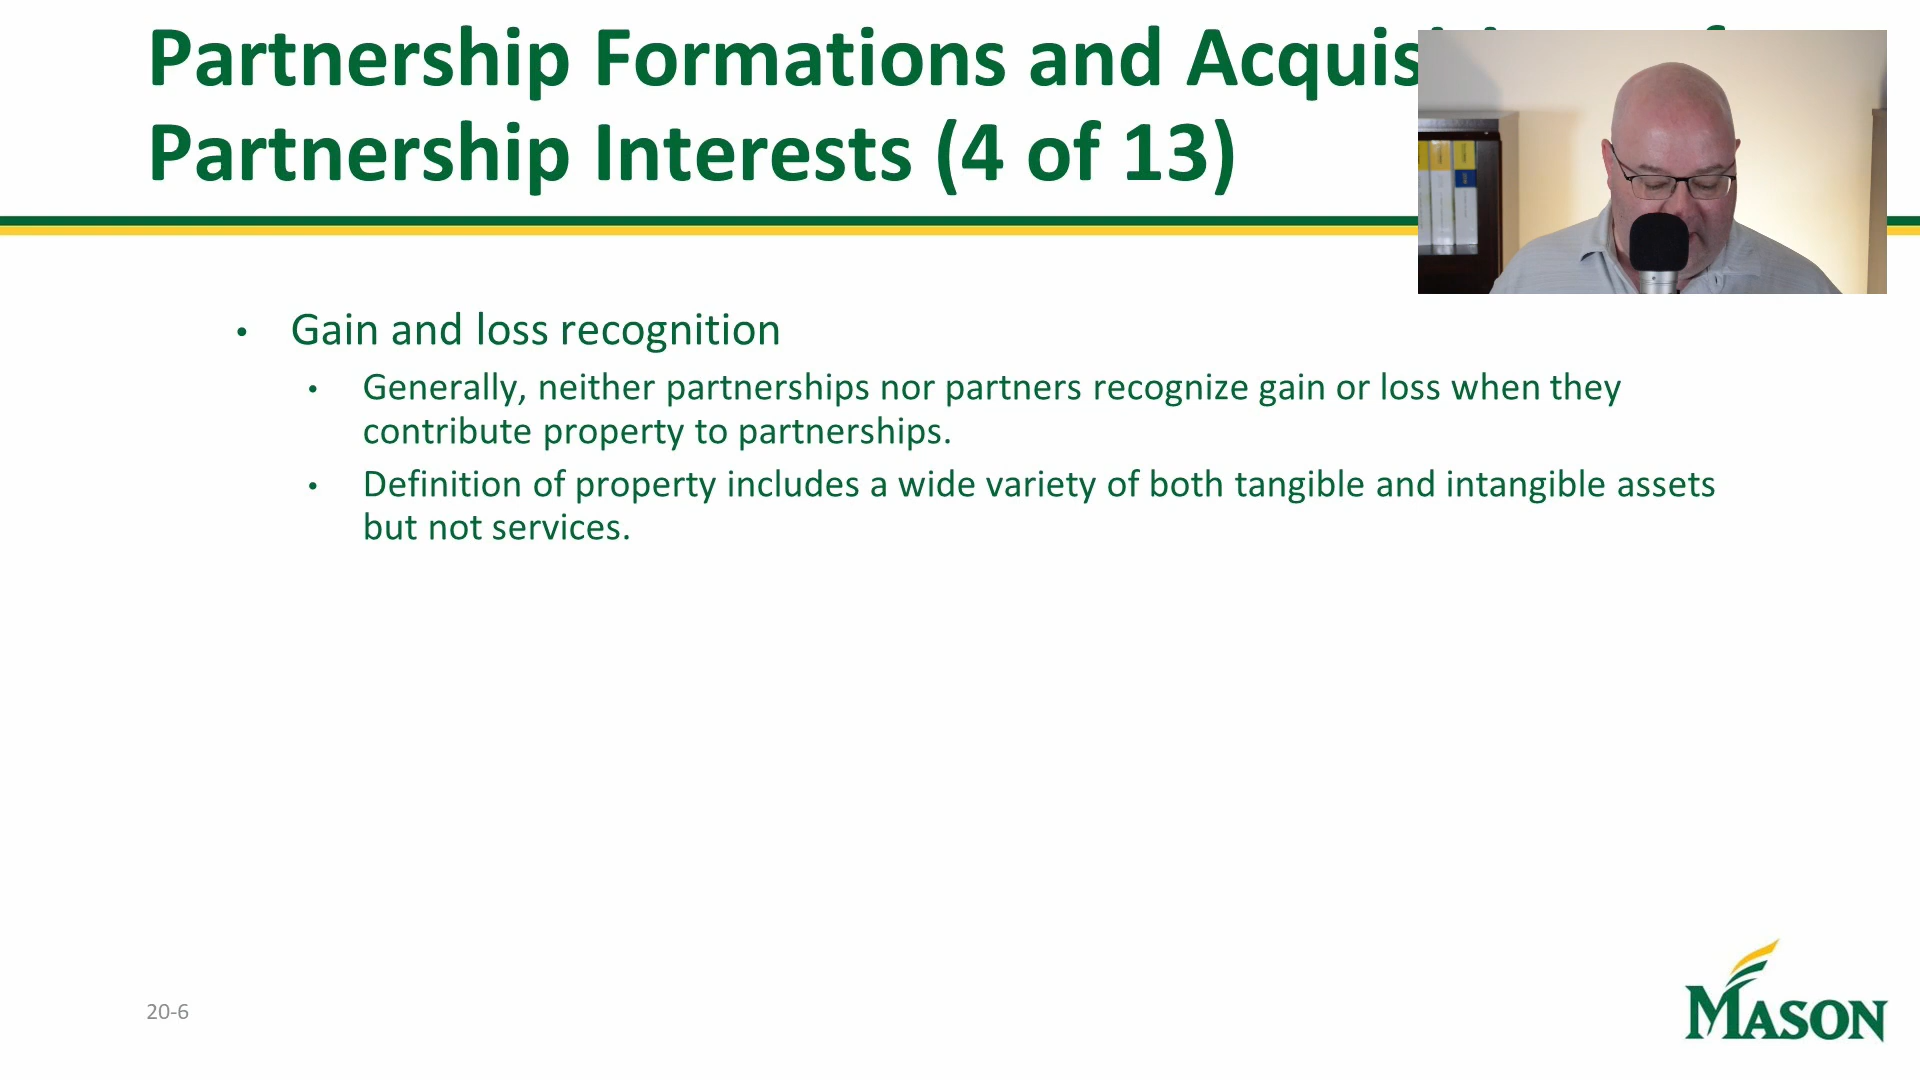 Partnership Formations and
Partnership Interests (4 of 13)
• Gain and loss recognition
• Generally, neither partnerships nor partners recognize gain or loss when they
contribute property to partnerships.
• Definition of property includes a wide variety of both tangible and intangible assets
but not services.
20-6
MASON